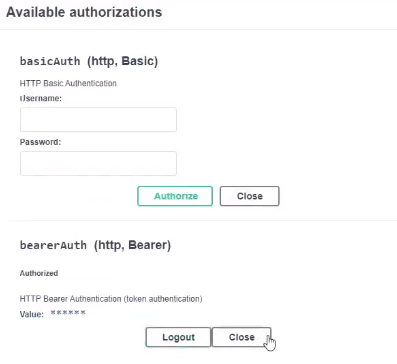 Available authorizations
basicAuth (http, Basic)
HTTP Basic Authentication.
Username:
Password:
Authorize Close
bearerAuth (http, Bearer)
Authorized
HTTP Bearer Authentication (token authentication)
Value: ******
Logout Close